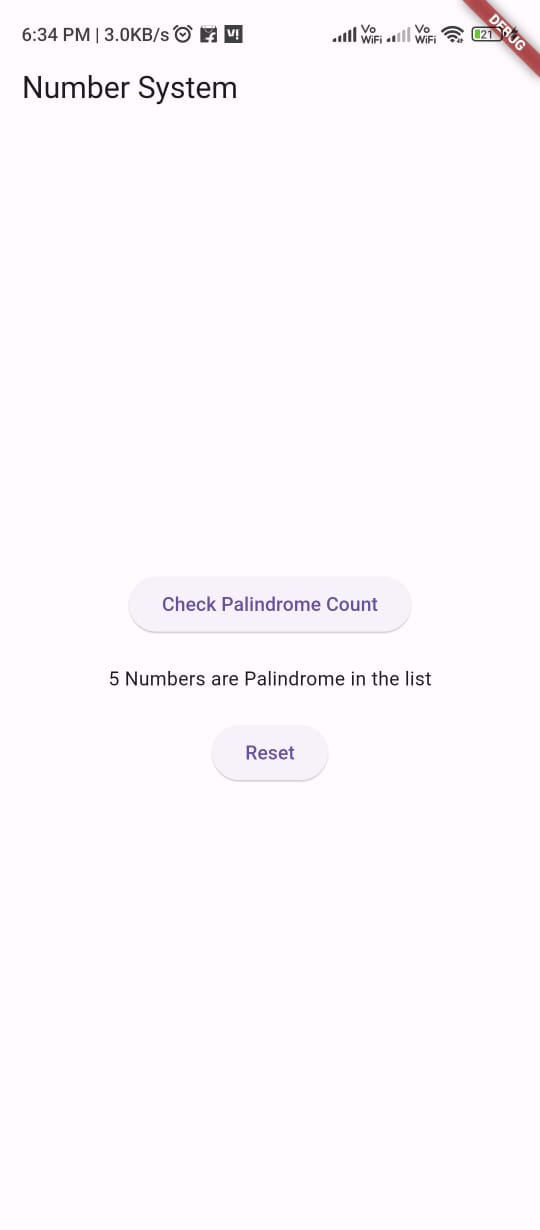 6:34 PM | 3.0KB/s
Vo WiFi
Vo WiFi
21
DEBUG
Number System
Check Palindrome Count
5 Numbers are Palindrome in the list
Reset